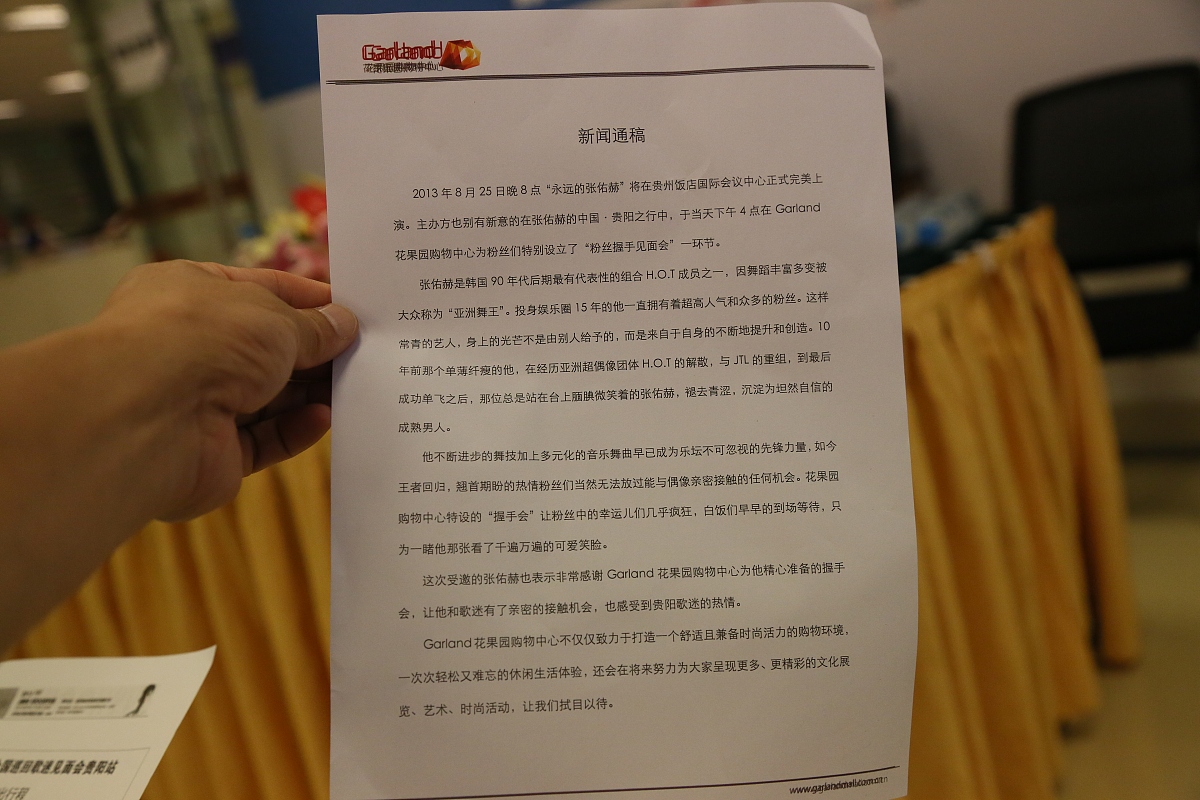 Garland
花果园购物中心
新闻通稿
2013 年 8 月 25 日晚 8 点“永远的张佑赫”将在贵州饭店国际会议中心正式完美上
演。主办方也别有新意的在张佑赫的中国·贵阳之行中，于当天下午 4 点在 Garland
花果园购物中心为粉丝们特别设立了“粉丝握手见面会”一环节。
张佑赫是韩国 90 年代后期最有代表性的组合 H.O.T 成员之一，因舞蹈丰富多变被
大众称为“亚洲舞王”。投身娱乐圈 15 年的他一直拥有着超高人气和众多的粉丝。这样
常青的艺人，身上的光芒不是由别人给予的，而是来自于自身的不断地提升和创造。10
年前那个单薄纤瘦的他，在经历亚洲超偶像团体 H.O.T 的解散，与 JTL 的重组，到最后
成功单飞之后，那位总是站在台上腼腆微笑着的张佑赫，褪去青涩，沉淀为坦然自信的
成熟男人。
他不断进步的舞技加上多元化的音乐舞曲早已成为乐坛不可忽视的先锋力量，如今
王者回归，翘首期盼的热情粉丝们当然无法放过能与偶像亲密接触的任何机会。花果园
购物中心特设的“握手会”让粉丝中的幸运儿们几乎疯狂，白饭们早早的到场等待，只
为一睹他那张看了千遍万遍的可爱笑脸。
这次受邀的张佑赫也表示非常感谢 Garland 花果园购物中心为他精心准备的握手
会，让他和歌迷有了亲密的接触机会，也感受到贵阳歌迷的热情。
Garland 花果园购物中心不仅仅致力于打造一个舒适且兼备时尚活力的购物环境，
一次次轻松又难忘的休闲生活体验，还会在将来努力为大家呈现更多、更精彩的文化展
览、艺术、时尚活动，让我们拭目以待。
www.garlandmall.com.cn
国巡回歌迷见面会贵阳站
行程